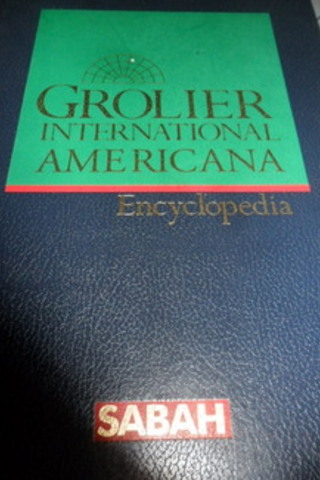 GROLIER
INTERNATIONAL
AMERICANA
Encyclopedia
SABAH